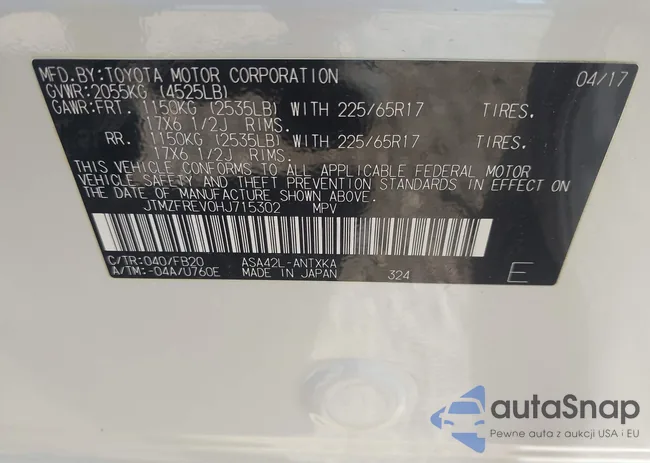 MFD.BY:TOYOTA MOTOR CORPORATION 04/17
GVWR:2055KG (4525LB)
GAWR:FRT. 1150KG (2535LB) WITH 225/65R17 TIRES.
17X6 1/2J RIMS.
RR. 1150KG (2535LB) WITH 225/65R17 TIRES.
17X6 1/2J RIMS.
THIS VEHICLE CONFORMS TO ALL APPLICABLE FEDERAL MOTOR
VEHICLE SAFETY AND THEFT PREVENTION STANDARDS IN EFFECT ON
THE DATE OF MANUFACTURE SHOWN ABOVE.
JTMZFREV0HJ715302 MPV
C/TR:040/FB20 ASA42L-ANTXKA
A/TM:-04A/U760E MADE IN JAPAN 324 E
autaSnap
Pewne auta z aukcji USA i EU